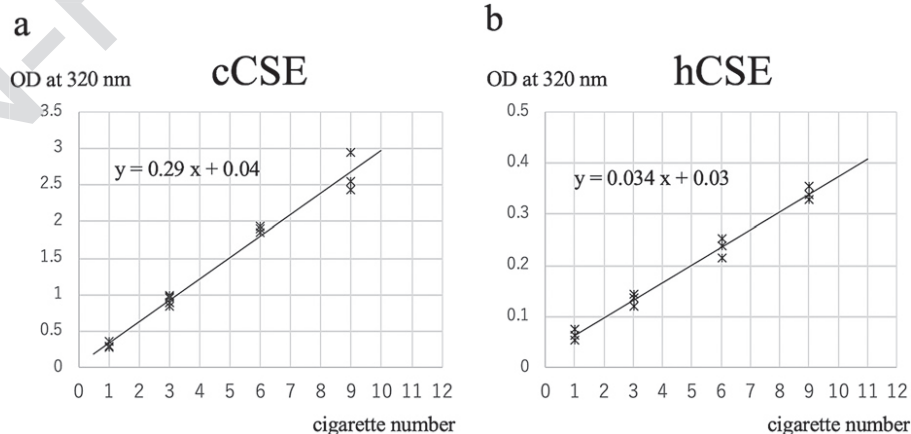 a
cCSE
OD at 320 nm
3.5
3
2.5
2
1.5
1
0.5
0
y = 0.29 x + 0.04
0 1 2 3 4 5 6 7 8 9 10 11 12
cigarette number
b
hCSE
OD at 320 nm
0.5
0.4
0.3
0.2
0.1
0
y = 0.034 x + 0.03
0 1 2 3 4 5 6 7 8 9 10 11 12
cigarette number